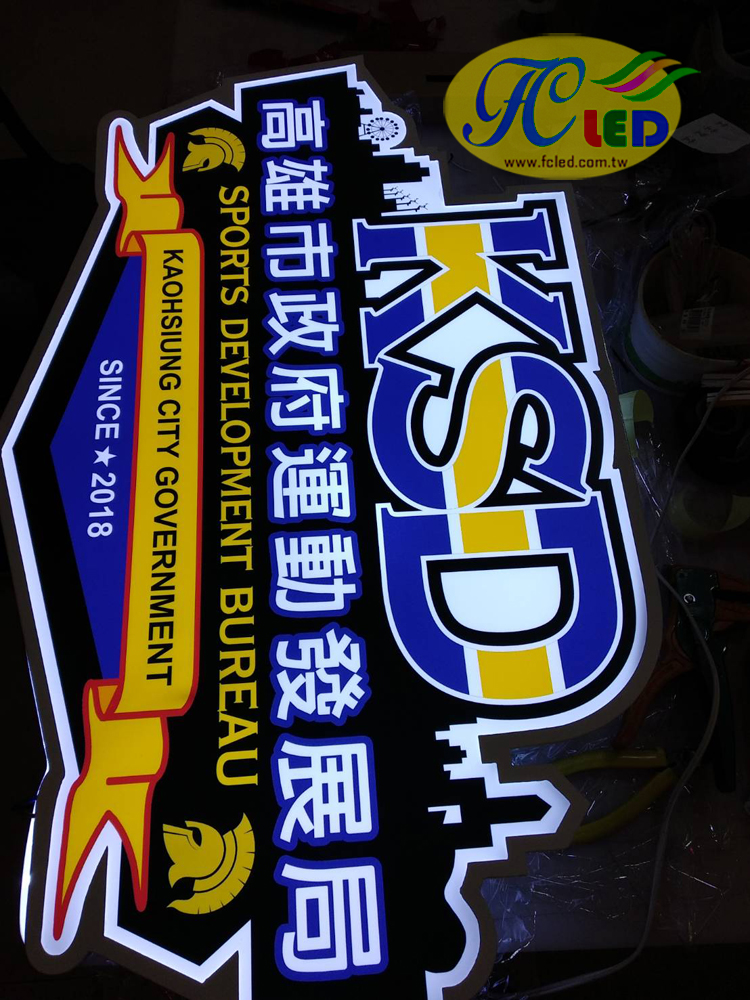 FC LED
www.fcled.com.tw
KSD
高雄市政府運動發展局
SPORTS DEVELOPMENT BUREAU
KAOHSIUNG CITY GOVERNMENT
SINCE ★ 2018